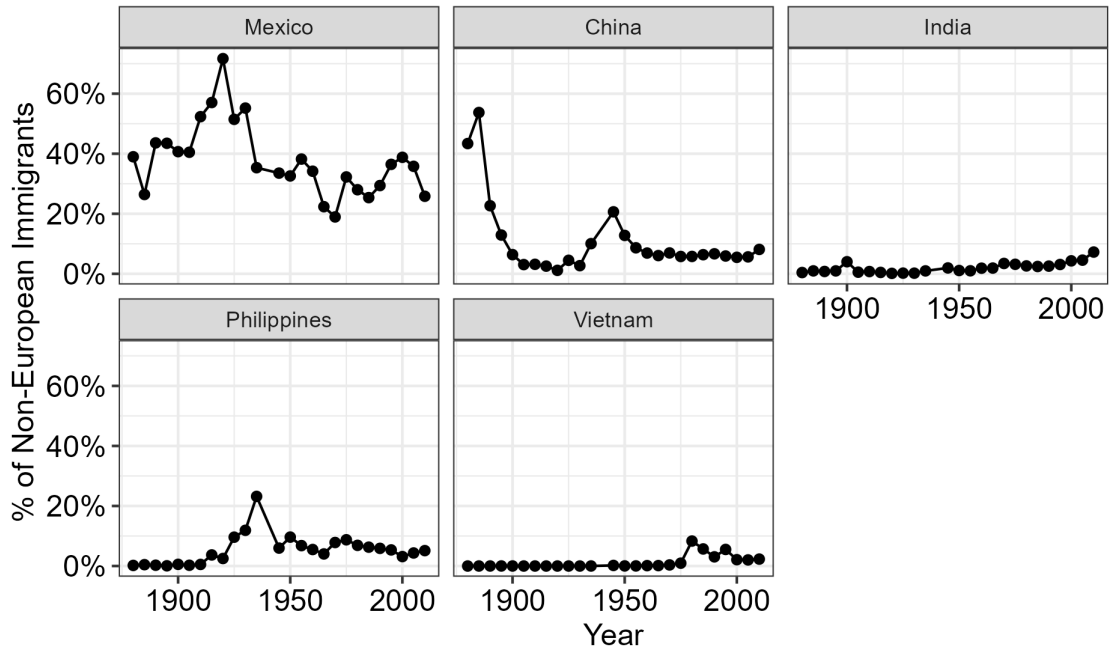 Mexico
China
India
60%
40%
20%
0%
1900
1950
2000
Philippines
Vietnam
60%
40%
20%
0%
1900
1950
2000
1900
1950
2000
Year
% of Non-European Immigrants